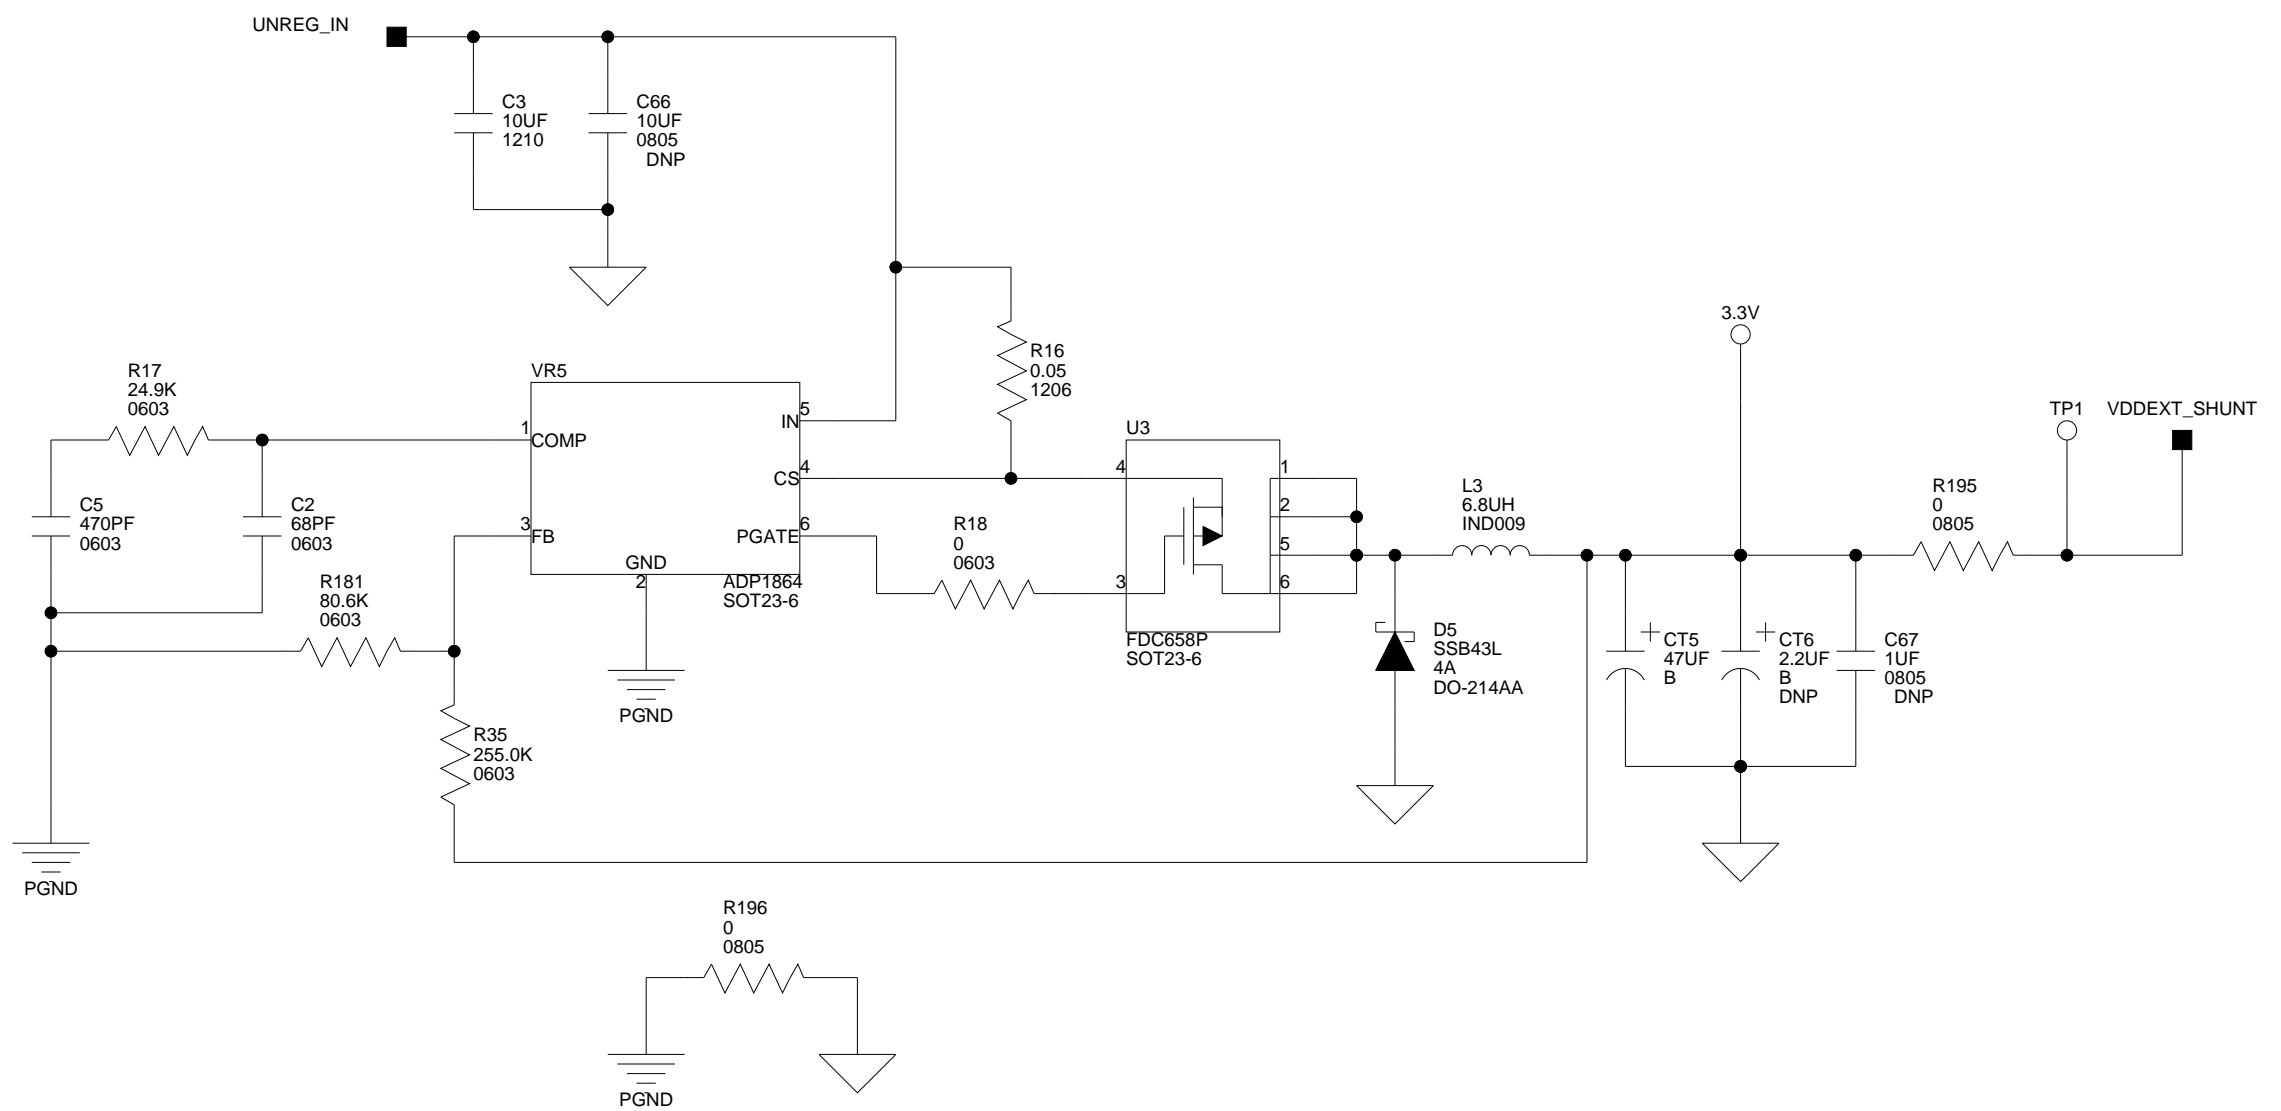 UNREG_IN
C3
10UF
1210
C66
10UF
0805
DNP
R16
0.05
1206
3.3V
R17
24.9K
0603
VR5
5
IN
1
COMP
4
CS
3
FB
6
PGATE
GND
2
ADP1864
SOT23-6
PGND
C5
470PF
0603
C2
68PF
0603
R181
80.6K
0603
R35
255.0K
0603
PGND
R18
0
0603
U3
4
3
1
2
5
6
FDC658P
SOT23-6
L3
6.8UH
IND009
D5
SSB43L
4A
DO-214AA
CT5
47UF
B
CT6
2.2UF
B
DNP
C67
1UF
0805
DNP
R195
0
0805
TP1
VDDEXT_SHUNT
R196
0
0805
PGND